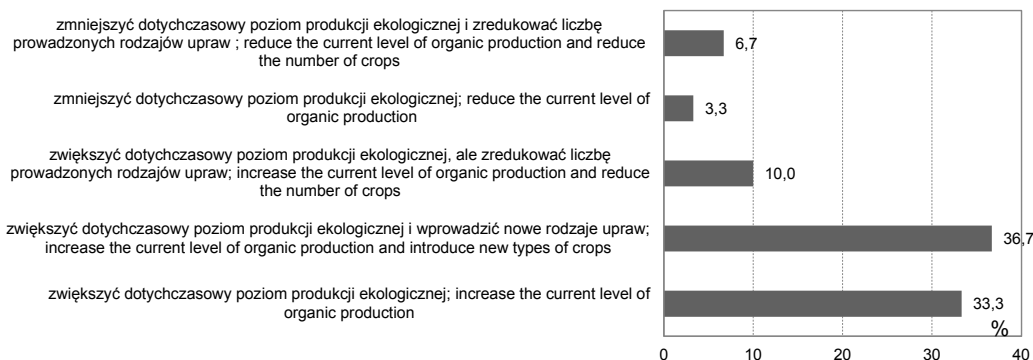 zmniejszyć dotychczasowy poziom produkcji ekologicznej i zredukować liczbę
prowadzonych rodzajów upraw ; reduce the current level of organic production and reduce
the number of crops
6,7
zmniejszyć dotychczasowy poziom produkcji ekologicznej; reduce the current level of
organic production
3,3
zwiększyć dotychczasowy poziom produkcji ekologicznej, ale zredukować liczbę
prowadzonych rodzajów upraw; increase the current level of organic production and reduce
the number of crops
10,0
zwiększyć dotychczasowy poziom produkcji ekologicznej i wprowadzić nowe rodzaje upraw;
increase the current level of organic production and introduce new types of crops
36,7
zwiększyć dotychczasowy poziom produkcji ekologicznej; increase the current level of
organic production
33,3
%
0 10 20 30 40